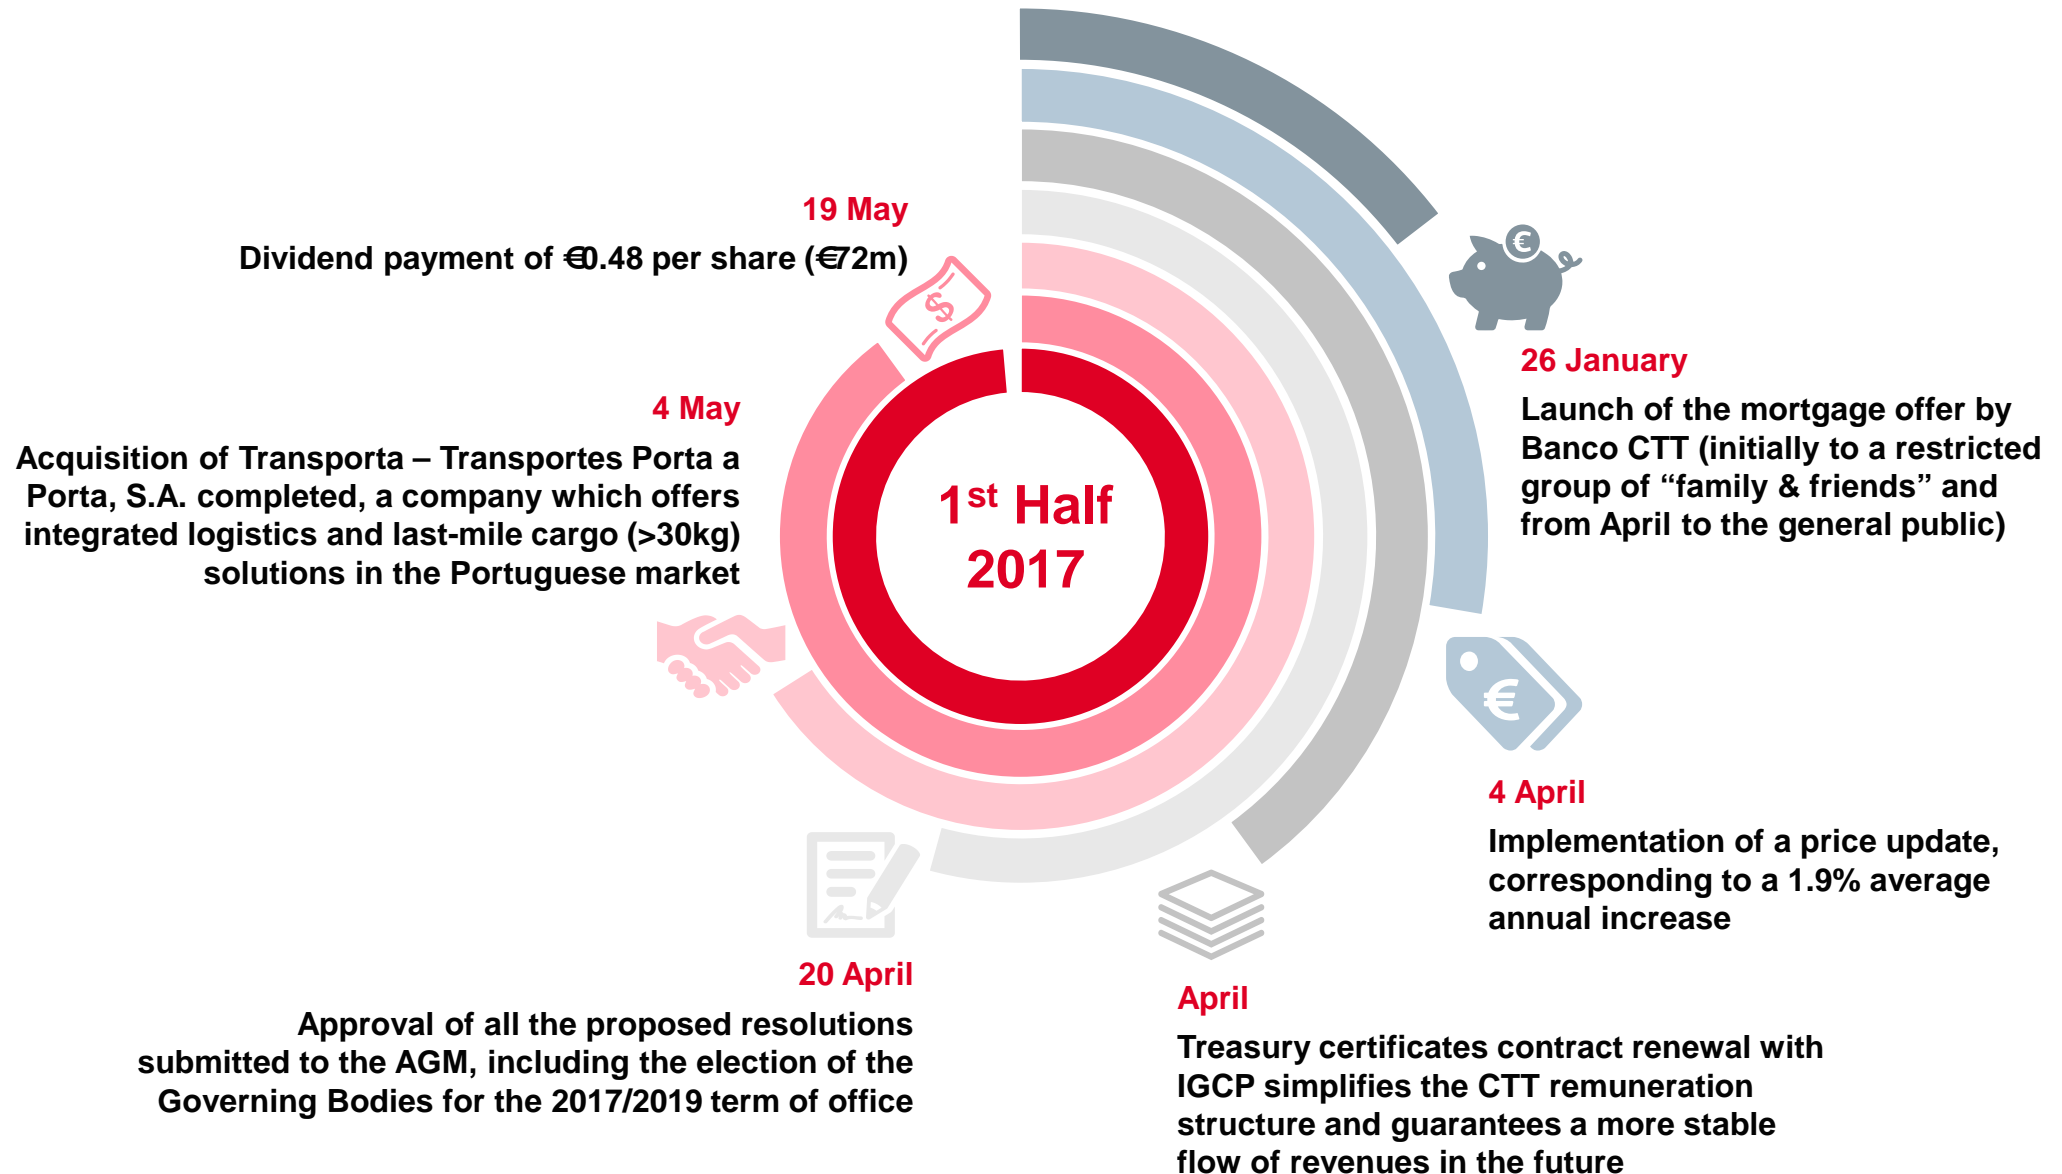 1st Half
2017
26 January
Launch of the mortgage offer by
Banco CTT (initially to a restricted
group of “family & friends” and
from April to the general public)
4 April
Implementation of a price update,
corresponding to a 1.9% average
annual increase
April
Treasury certificates contract renewal with
IGCP simplifies the CTT remuneration
structure and guarantees a more stable
flow of revenues in the future
20 April
Approval of all the proposed resolutions
submitted to the AGM, including the election of the
Governing Bodies for the 2017/2019 term of office
4 May
Acquisition of Transporta – Transportes Porta a
Porta, S.A. completed, a company which offers
integrated logistics and last-mile cargo (>30kg)
solutions in the Portuguese market
19 May
Dividend payment of €0.48 per share (€72m)
€
€
$